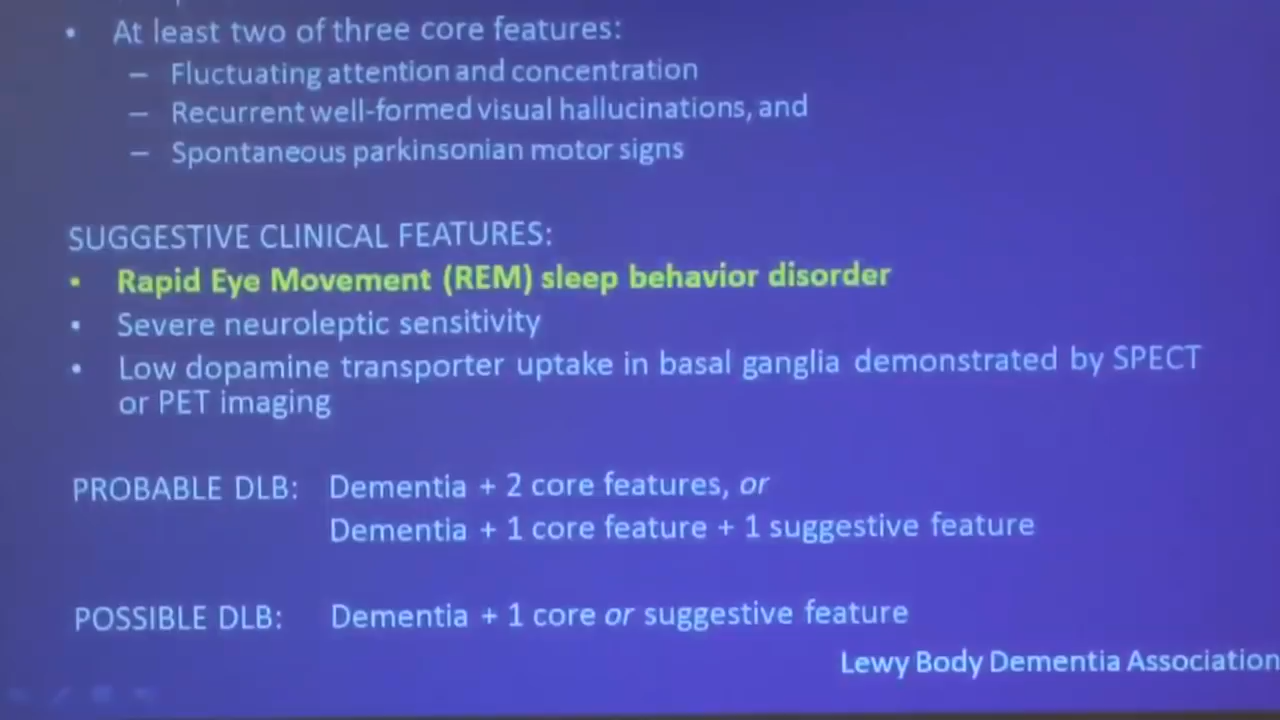 • At least two of three core features:
– Fluctuating attention and concentration
– Recurrent well-formed visual hallucinations, and
– Spontaneous parkinsonian motor signs
SUGGESTIVE CLINICAL FEATURES:
• Rapid Eye Movement (REM) sleep behavior disorder
• Severe neuroleptic sensitivity
• Low dopamine transporter uptake in basal ganglia demonstrated by SPECT
or PET imaging
PROBABLE DLB: Dementia + 2 core features, or
Dementia + 1 core feature + 1 suggestive feature
POSSIBLE DLB: Dementia + 1 core or suggestive feature
Lewy Body Dementia Association